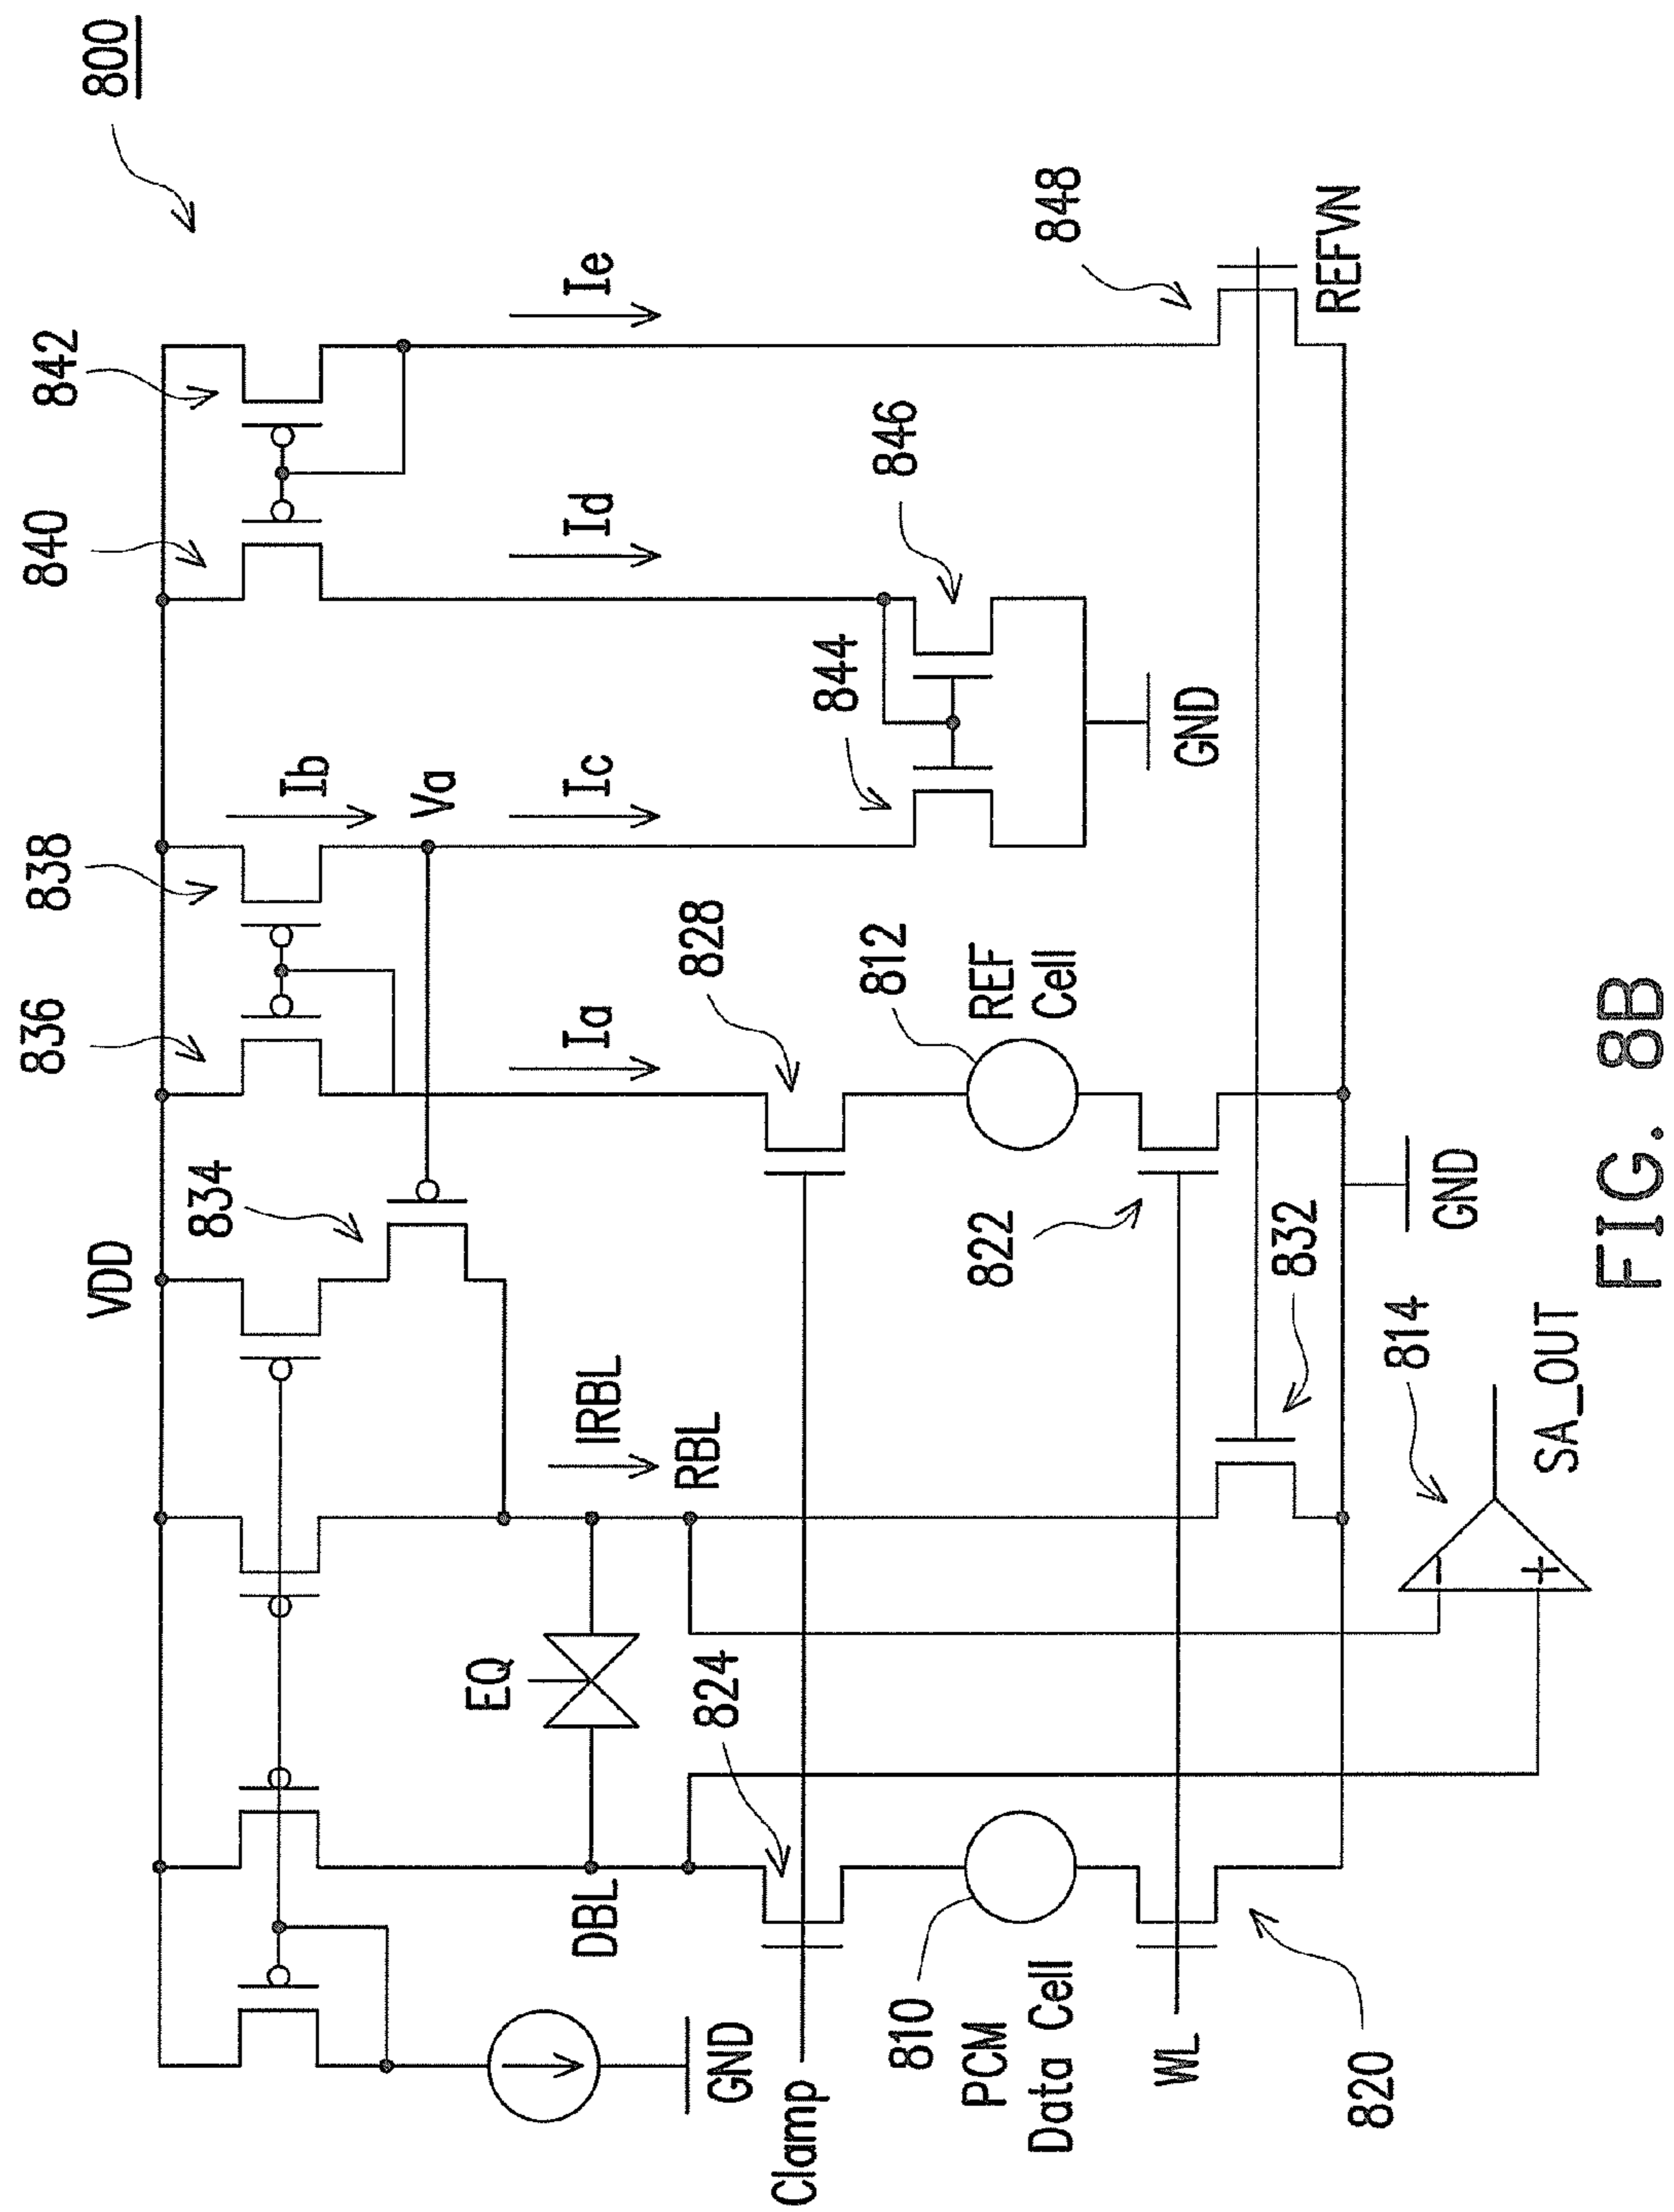 800
VDD
834
836
838
840
842
Ib
Va
Ia
Ic
Id
Ie
EQ
IRBL
DBL
RBL
GND
Clamp
824
828
844
846
810
PCM
Data Cell
812
REF
Cell
GND
WL
820
822
832
848
REFVN
GND
814
-
+
SA_OUT
FIG. 8B